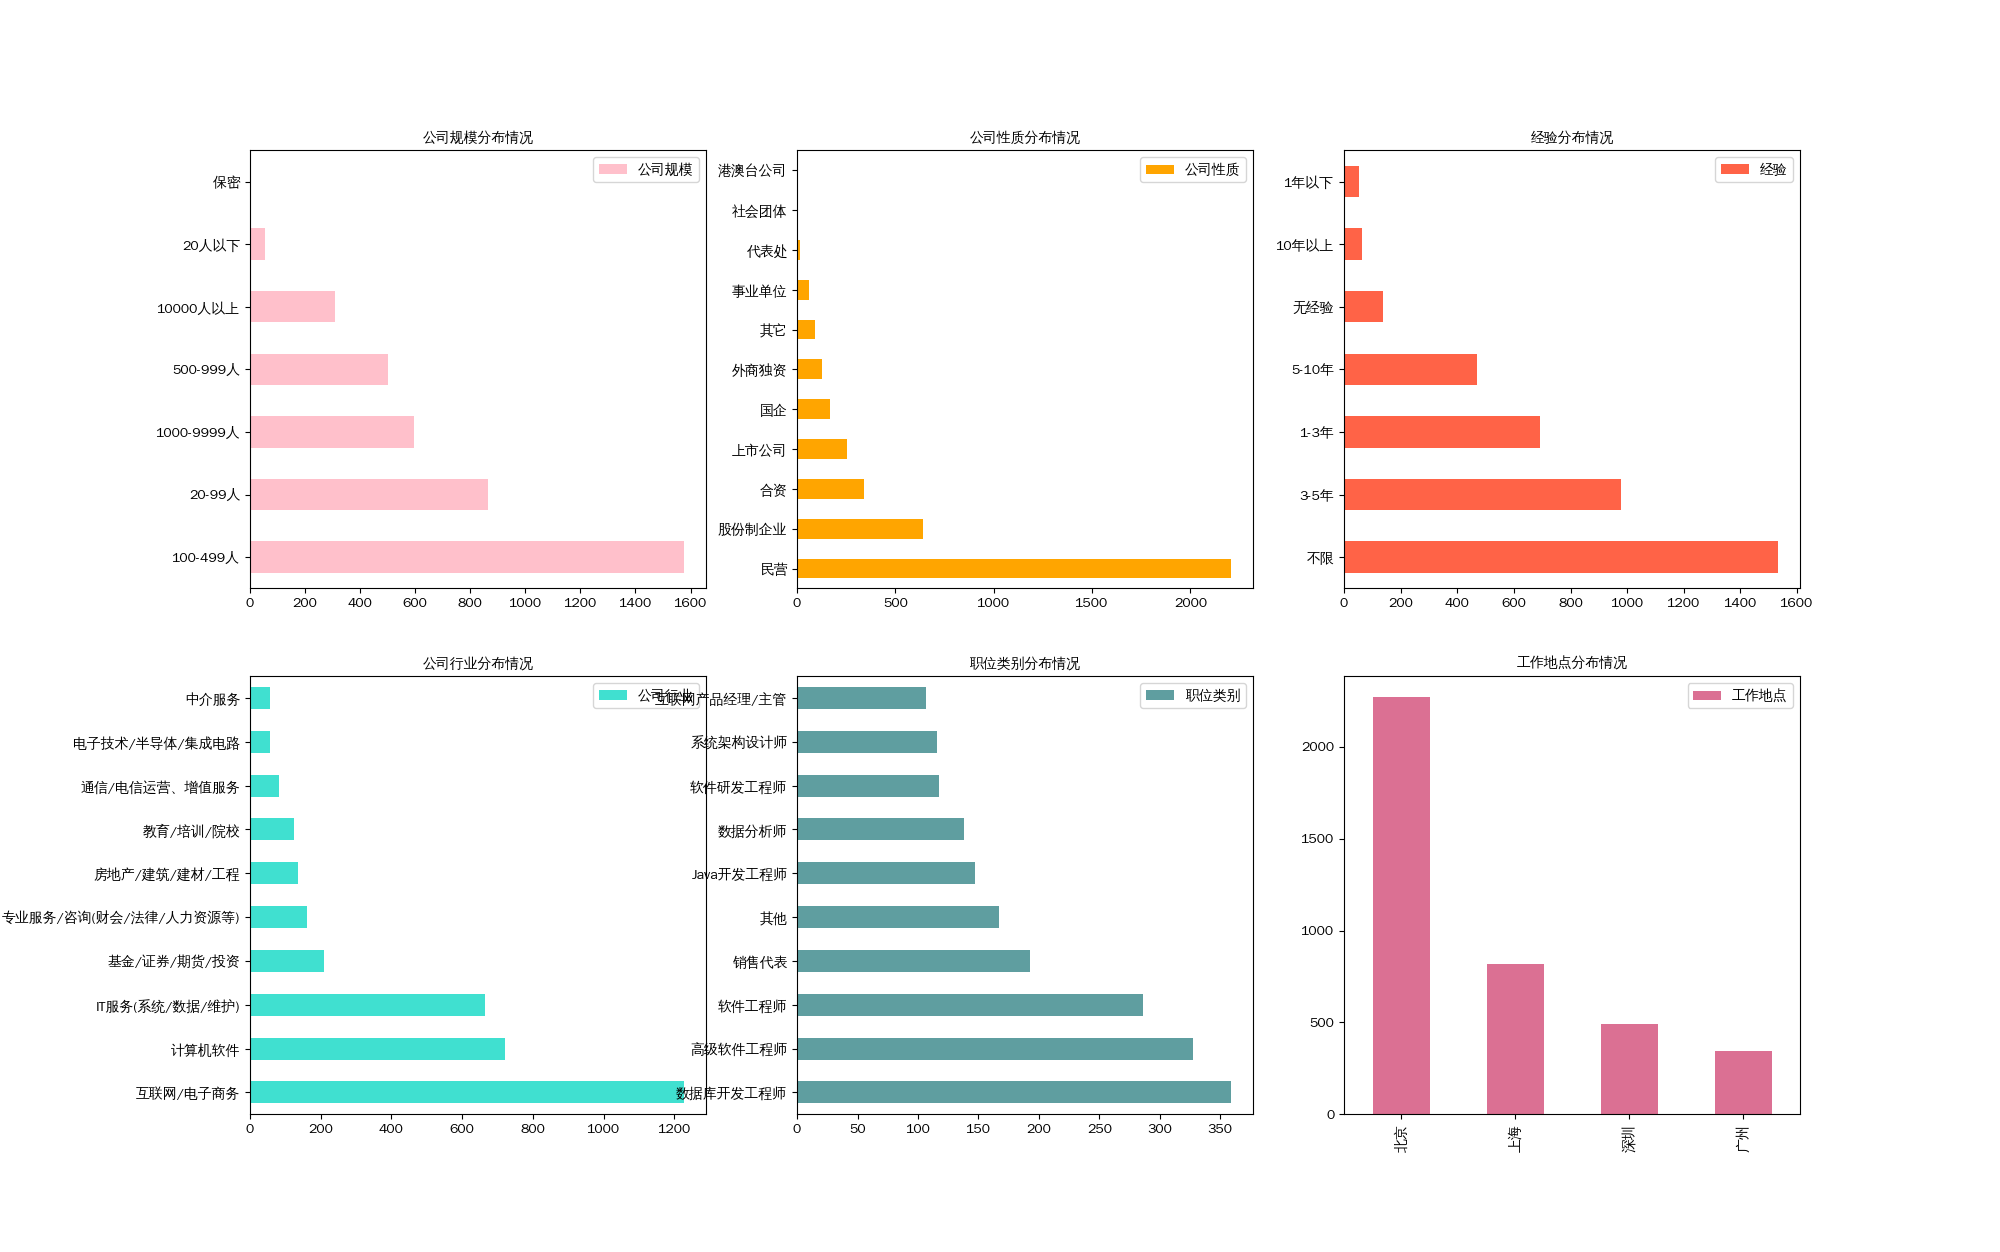 公司规模分布情况
公司规模
保密
20人以下
10000人以上
500-999人
1000-9999人
20-99人
100-499人
0 200 400 600 800 1000 1200 1400 1600
公司性质分布情况
公司性质
港澳台公司
社会团体
代表处
事业单位
其它
外商独资
国企
上市公司
合资
股份制企业
民营
0 500 1000 1500 2000
经验分布情况
经验
1年以下
10年以上
无经验
5-10年
1-3年
3-5年
不限
0 200 400 600 800 1000 1200 1400 1600
公司行业分布情况
公司行业
中介服务
电子技术/半导体/集成电路
通信/电信运营、增值服务
教育/培训/院校
房地产/建筑/建材/工程
专业服务/咨询(财会/法律/人力资源等)
基金/证券/期货/投资
IT服务(系统/数据/维护)
计算机软件
互联网/电子商务
0 200 400 600 800 1000 1200
职位类别分布情况
职位类别
互联网产品经理/主管
系统架构设计师
软件研发工程师
数据分析师
Java开发工程师
其他
销售代表
软件工程师
高级软件工程师
数据库开发工程师
0 50 100 150 200 250 300 350
工作地点分布情况
工作地点
2000
1500
1000
500
0
北京 上海 深圳 广州